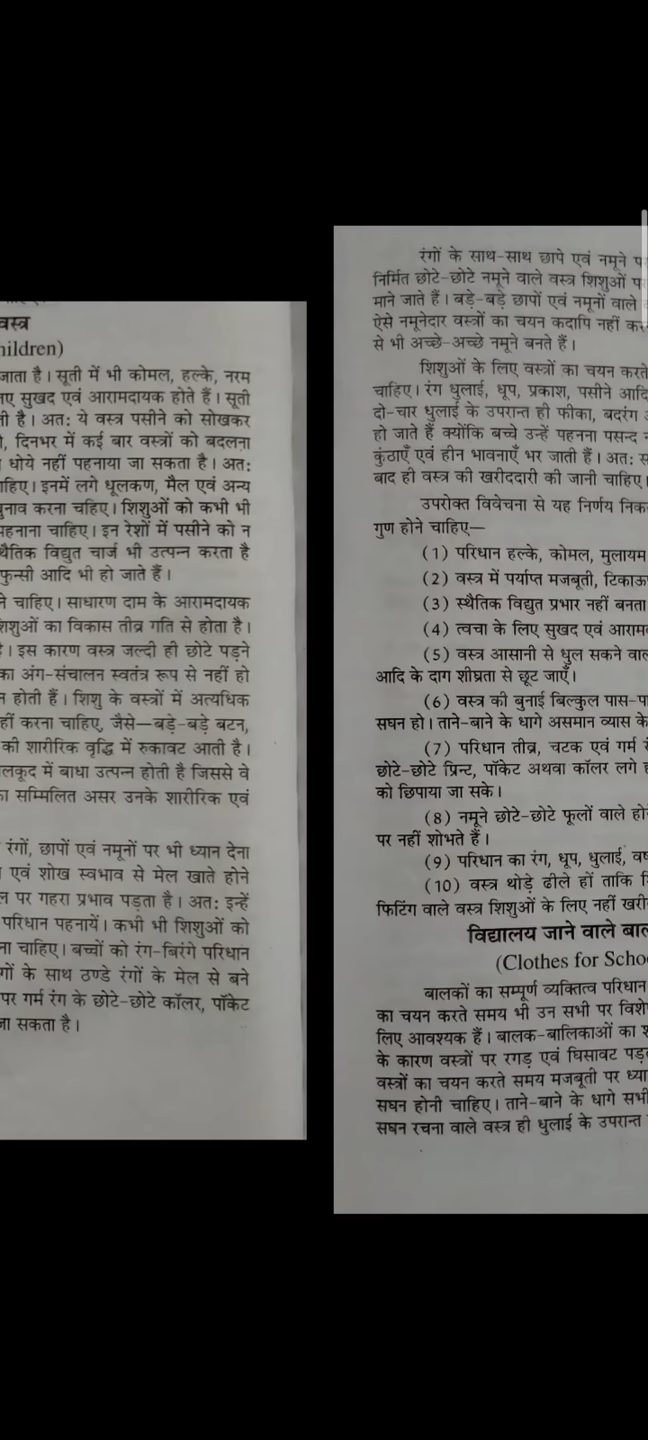 वस्त्र
hildren)
जाता है। सूती में भी कोमल, हल्के, नरम
ए सुखद एवं आरामदायक होते हैं। सूती
ती है। अतः ये वस्त्र पसीने को सोखकर
दिनभर में कई बार वस्त्रों को बदलना
धोये नहीं पहनाया जा सकता है। अतः
ाहिए। इनमें लगे धूलकण, मैल एवं अन्य
ुनाव करना चहिए। शिशुओं को कभी भी
पहनाना चाहिए। इन रेशों में पसीने को न
थैतिक विद्युत चार्ज भी उत्पन्न करता है
फुन्सी आदि भी हो जाते हैं।
ने चाहिए। साधारण दाम के आरामदायक
शिशुओं का विकास तीव्र गति से होता है।
। इस कारण वस्त्र जल्दी ही छोटे पड़ने
का अंग-संचालन स्वतंत्र रूप से नहीं हो
न होती हैं। शिशु के वस्त्रों में अत्यधिक
हीं करना चाहिए, जैसे—बड़े-बड़े बटन,
की शारीरिक वृद्धि में रुकावट आती है।
लकूद में बाधा उत्पन्न होती है जिससे वे
ा सम्मिलित असर उनके शारीरिक एवं
रंगों, छापों एवं नमूनों पर भी ध्यान देना
एवं शोख स्वभाव से मेल खाते होने
ल पर गहरा प्रभाव पड़ता है। अतः इन्हें
परिधान पहनायें। कभी भी शिशुओं को
ना चाहिए। बच्चों को रंग-बिरंगे परिधान
गों के साथ ठण्डे रंगों के मेल से बने
पर गर्म रंग के छोटे-छोटे कॉलर, पॉकेट
जा सकता है।
रंगों के साथ-साथ छापे एवं नमूने प
निर्मित छोटे-छोटे नमूने वाले वस्त्र शिशुओं प
माने जाते हैं। बड़े-बड़े छापों एवं नमूनों वाले
ऐसे नमूनेदार वस्त्रों का चयन कदापि नहीं कर
से भी अच्छे-अच्छे नमूने बनते हैं।
शिशुओं के लिए वस्त्रों का चयन करते
चाहिए। रंग धुलाई, धूप, प्रकाश, पसीने आदि
दो-चार धुलाई के उपरान्त ही फीका, बदरंग
हो जाते हैं क्योंकि बच्चे उन्हें पहनना पसन्द न
कुंठाएँ एवं हीन भावनाएँ भर जाती हैं। अतः स
बाद ही वस्त्र की खरीददारी की जानी चाहिए।
उपरोक्त विवेचना से यह निर्णय निक
गुण होने चाहिए—
(1) परिधान हल्के, कोमल, मुलायम
(2) वस्त्र में पर्याप्त मजबूती, टिकाऊ
(3) स्थैतिक विद्युत प्रभार नहीं बनता
(4) त्वचा के लिए सुखद एवं आराम
(5) वस्त्र आसानी से धुल सकने वाल
आदि के दाग शीघ्रता से छूट जाएँ।
(6) वस्त्र की बुनाई बिल्कुल पास-पा
सघन हो। ताने-बाने के धागे असमान व्यास के
(7) परिधान तीव्र, चटक एवं गर्म
छोटे-छोटे प्रिन्ट, पॉकेट अथवा कॉलर लगे
को छिपाया जा सके।
(8) नमूने छोटे-छोटे फूलों वाले हो
पर नहीं शोभते हैं।
(9) परिधान का रंग, धूप, धुलाई, वर्ष
(10) वस्त्र थोड़े ढीले हों ताकि
फिटिंग वाले वस्त्र शिशुओं के लिए नहीं खरी
विद्यालय जाने वाले बाल
(Clothes for Schoo
बालकों का सम्पूर्ण व्यक्तित्व परिधान
का चयन करते समय भी उन सभी पर विशे
लिए आवश्यक हैं। बालक-बालिकाओं का
के कारण वस्त्रों पर रगड़ एवं घिसावट पड़
वस्त्रों का चयन करते समय मजबूती पर ध्या
सघन होनी चाहिए। ताने-बाने के धागे सभी
सघन रचना वाले वस्त्र ही धुलाई के उपरान्त